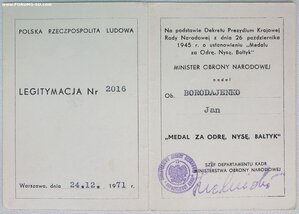 POLSKA RZECZPOSPOLITA LUDOWA
LEGITYMACJA Nr 2016
Warszawa, dnia 24.12. 1971 r.
Na podstawie Dekretu Prezydium Krajowej
Rady Narodowej z dnia 26 października
1945 r. o ustanowieniu „Medalu
za Odrę, Nysę, Bałtyk"
MINISTER OBRONY NARODOWEJ
nadał
Ob. BORODAJENKO
Jan
„MEDAL ZA ODRĘ, NYSĘ, BAŁTYK"
SZEF DEPARTAMENTU KADR
MINISTERSTWA OBRONY NARODOWEJ